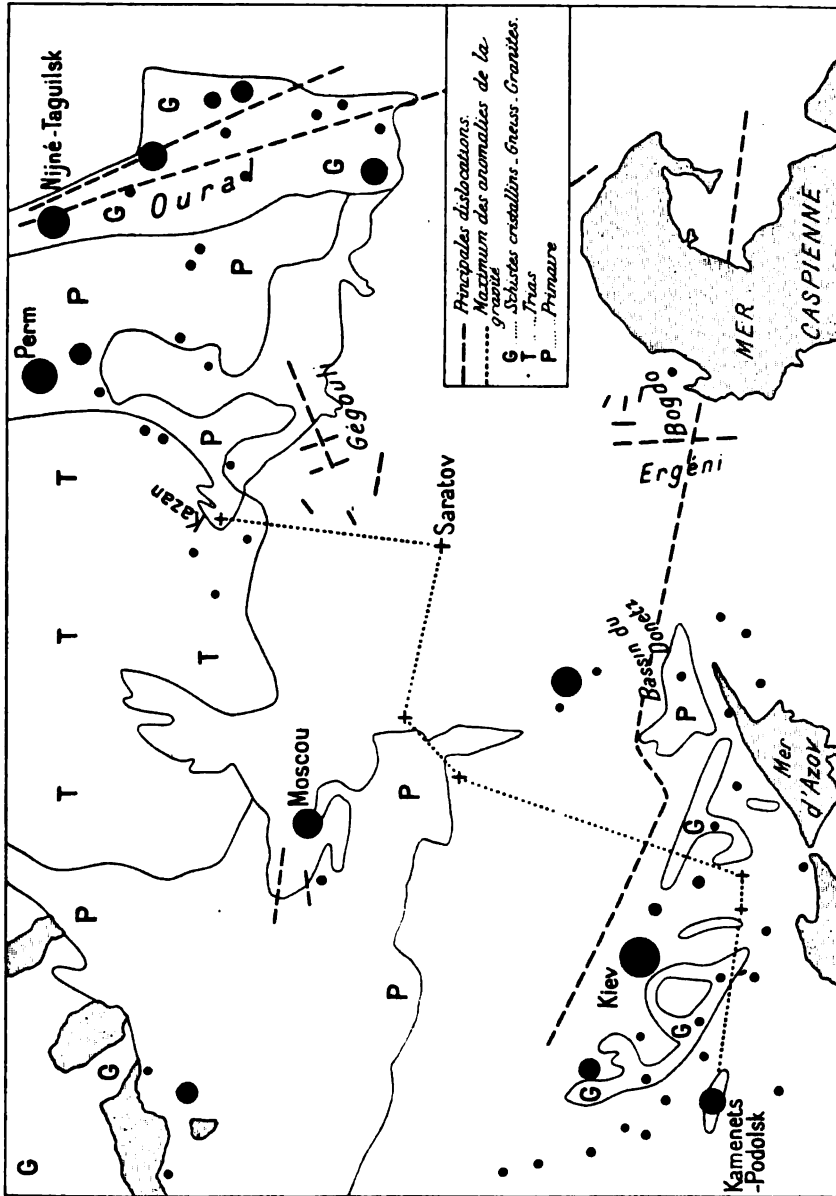 G
G
P
T
T
T
T
Perm
P
P
P
Kazan
Nijné-Taguilsk
G
Oural
G
G
Moscou
P
P
Gégouli
Saratov
Principales dislocations.
Maximum des anomalies de la
gravité
G ..... Schistes cristallins - Gneiss - Granites.
T .... Trias
P ..... Primaire
Kiev
G
G
G
Kamenets
-Podolsk
Bassin du
Donetz
P
Mer
d'Azov
Ergéni
Bogdo
MER
CASPIENNE